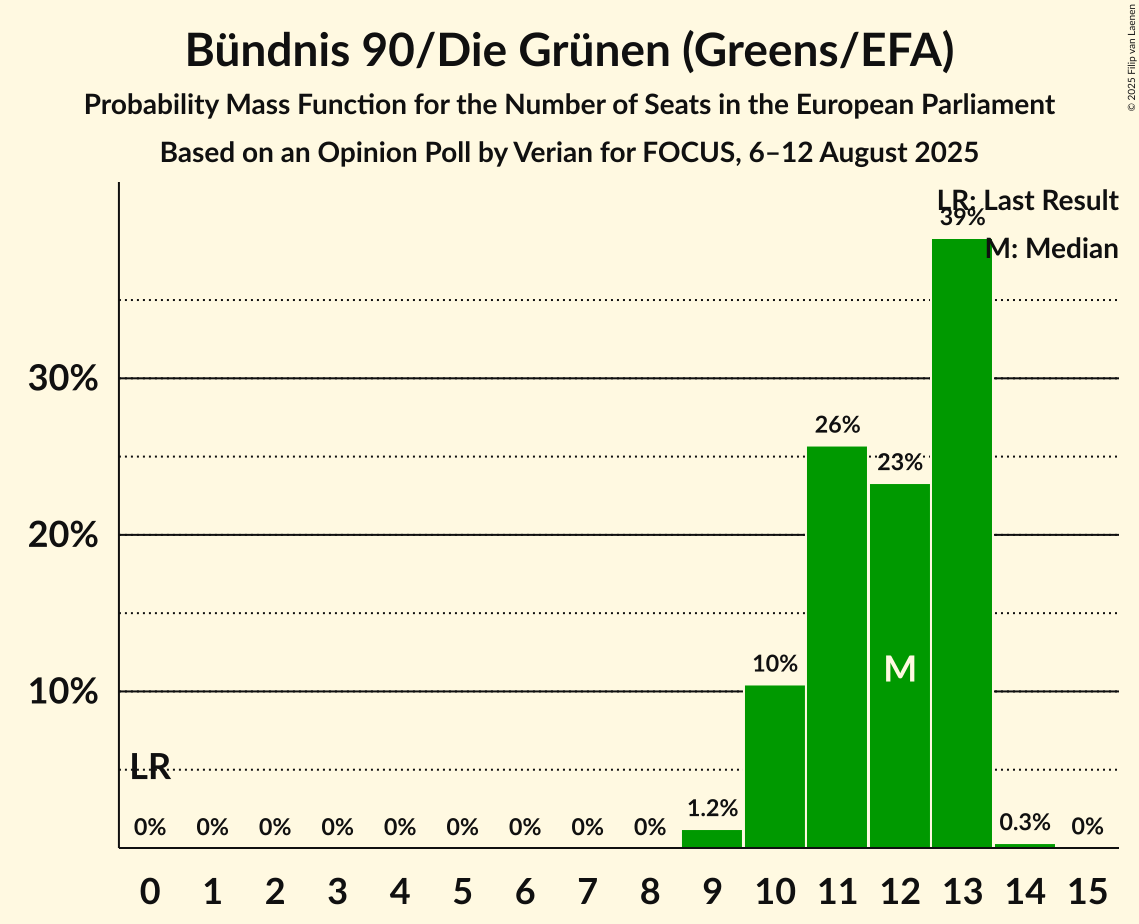 Bündnis 90/Die Grünen (Greens/EFA)
Probability Mass Function for the Number of Seats in the European Parliament
Based on an Opinion Poll by Verian for FOCUS, 6–12 August 2025
© 2025 Filip van Laenen
LR: Last Result
M: Median
39%
30%
26%
23%
20%
10%
10%
M
LR
0% 0% 0% 0% 0% 0% 0% 0% 0% 1.2% 0.3% 0%
0 1 2 3 4 5 6 7 8 9 10 11 12 13 14 15